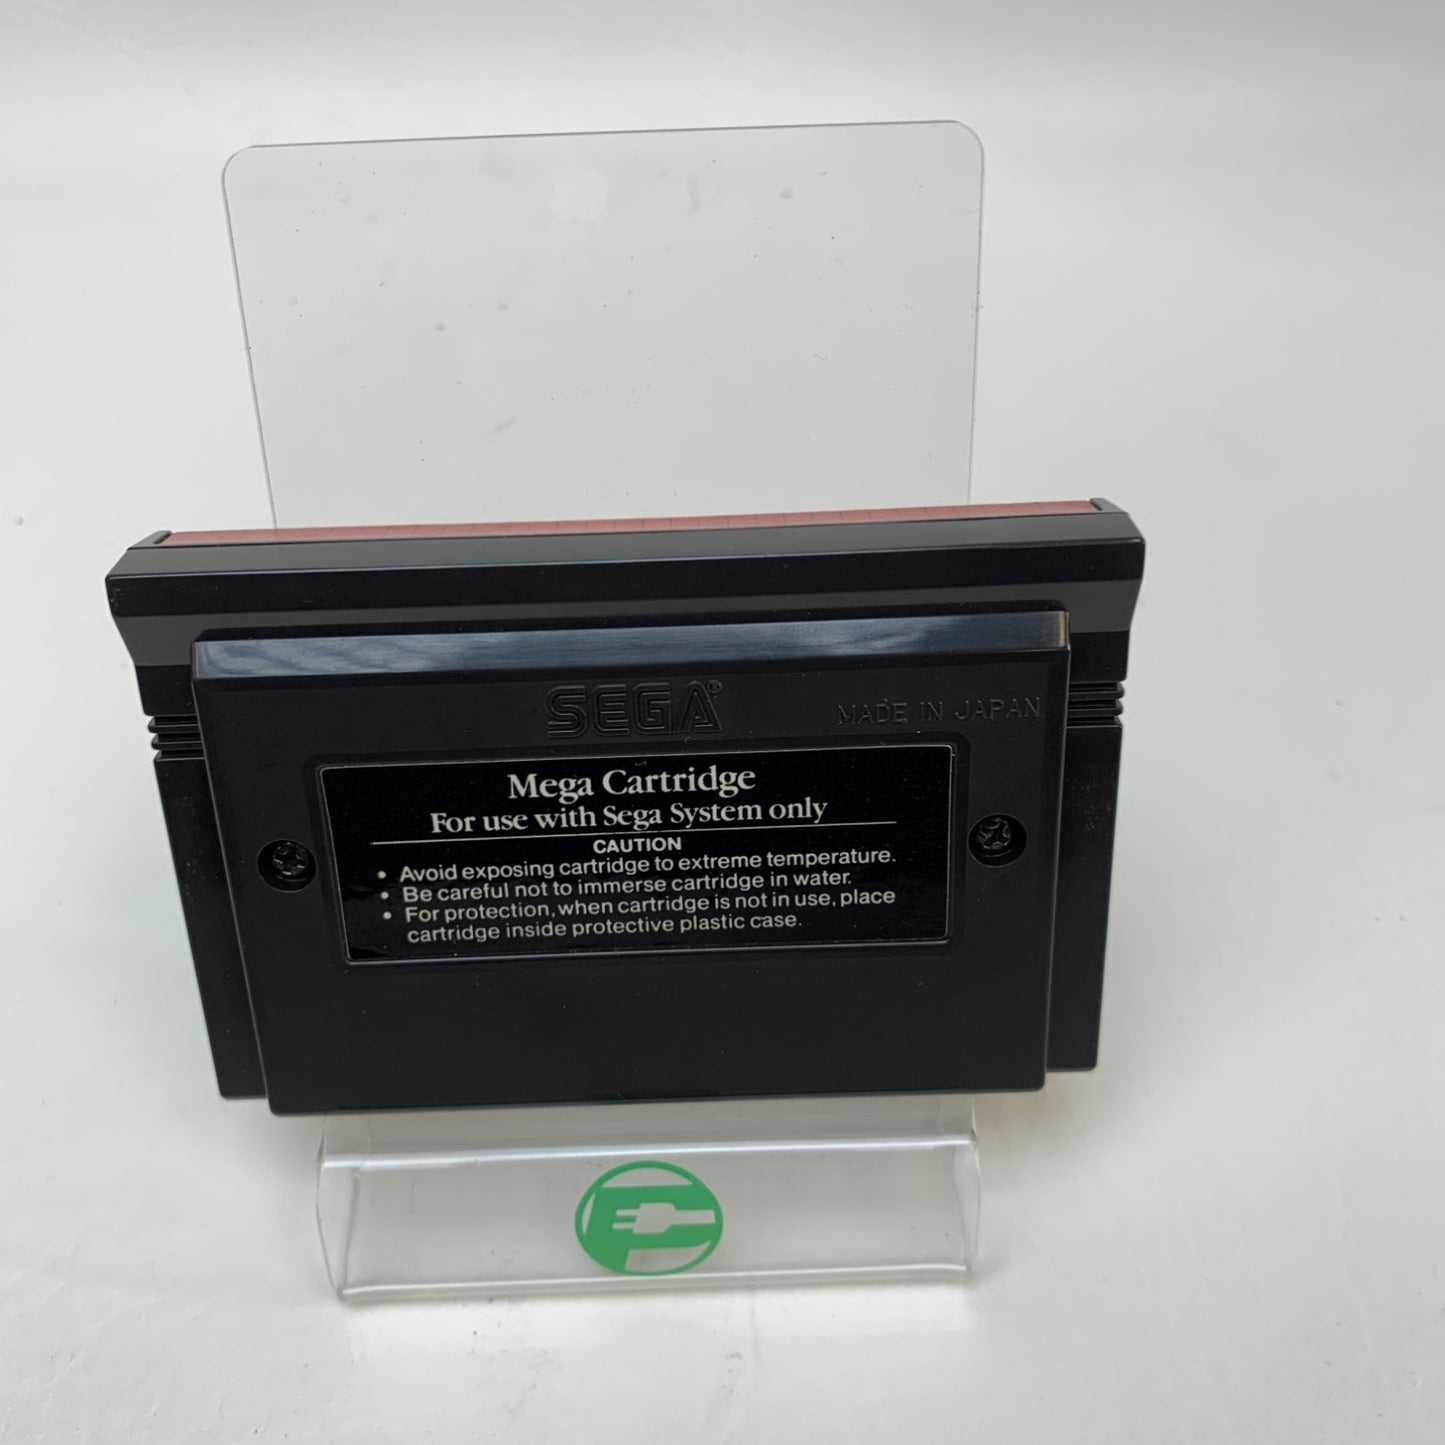 SEGA®
MADE IN JAPAN
Mega Cartridge
For use with Sega System only
CAUTION
• Avoid exposing cartridge to extreme temperature.
• Be careful not to immerse cartridge in water.
• For protection, when cartridge is not in use, place
cartridge inside protective plastic case.